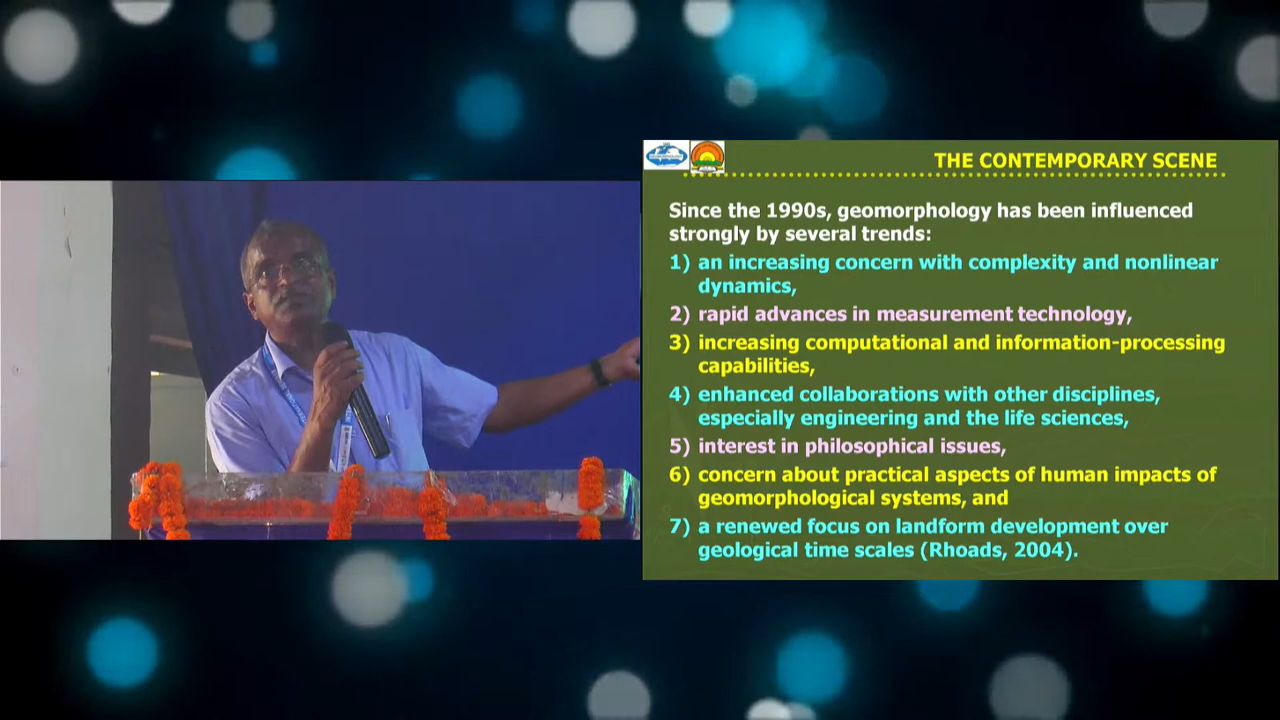 THE CONTEMPORARY SCENE
Since the 1990s, geomorphology has been influenced
strongly by several trends:
1) an increasing concern with complexity and nonlinear
dynamics,
2) rapid advances in measurement technology,
3) increasing computational and information-processing
capabilities,
4) enhanced collaborations with other disciplines,
especially engineering and the life sciences,
5) interest in philosophical issues,
6) concern about practical aspects of human impacts of
geomorphological systems, and
7) a renewed focus on landform development over
geological time scales (Rhoads, 2004).